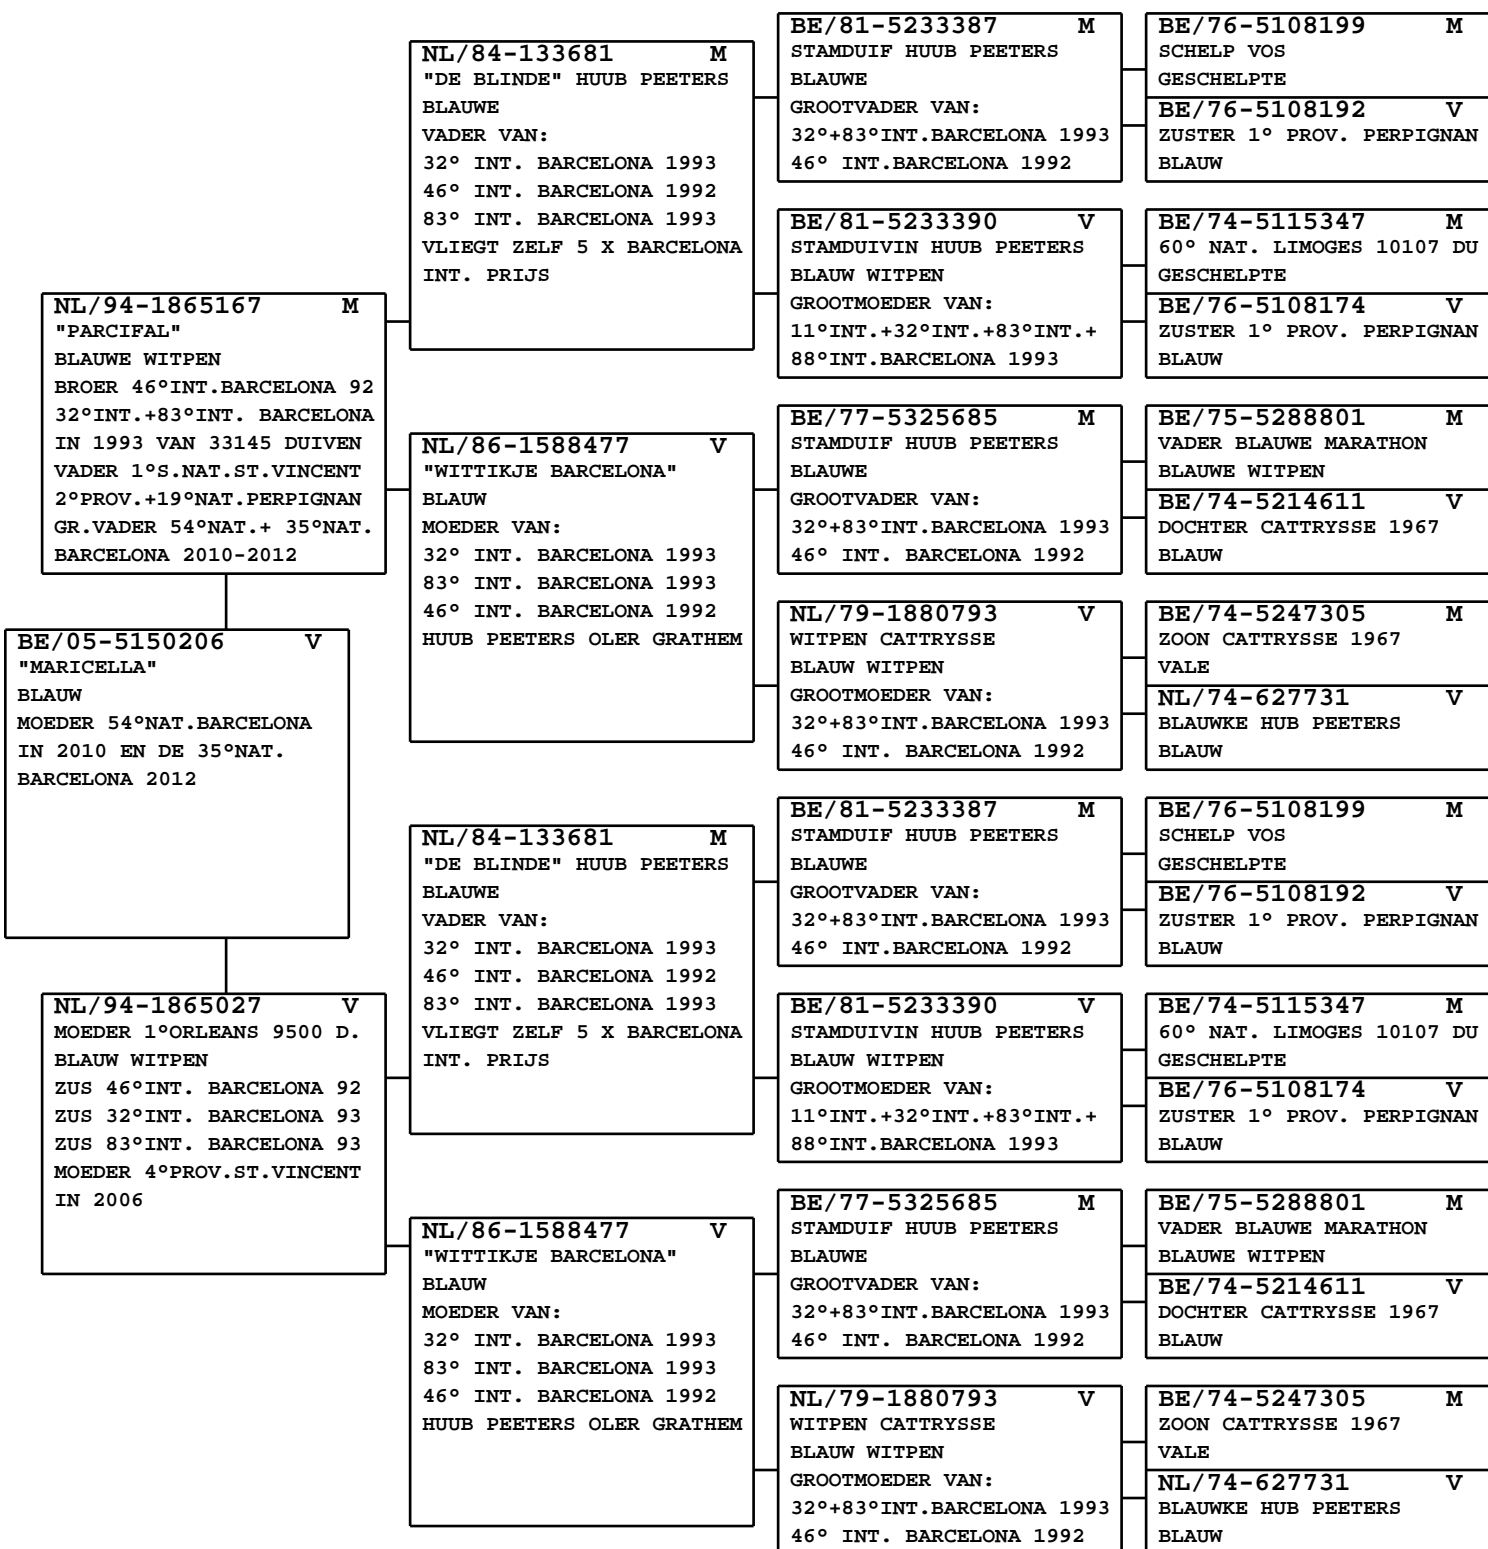 BE/05-5150206 V
"MARICELLA"
BLAUW
MOEDER 54°NAT.BARCELONA
IN 2010 EN DE 35°NAT.
BARCELONA 2012
NL/94-1865167 M
"PARCIFAL"
BLAUWE WITPEN
BROER 46°INT.BARCELONA 92
32°INT.+83°INT. BARCELONA
IN 1993 VAN 33145 DUIVEN
VADER 1°S.NAT.ST.VINCENT
2°PROV.+19°NAT.PERPIGNAN
GR.VADER 54°NAT.+ 35°NAT.
BARCELONA 2010-2012
NL/94-1865027 V
MOEDER 1°ORLEANS 9500 D.
BLAUW WITPEN
ZUS 46°INT. BARCELONA 92
ZUS 32°INT. BARCELONA 93
ZUS 83°INT. BARCELONA 93
MOEDER 4°PROV.ST.VINCENT
IN 2006
NL/84-133681 M
"DE BLINDE" HUUB PEETERS
BLAUWE
VADER VAN:
32° INT. BARCELONA 1993
46° INT. BARCELONA 1992
83° INT. BARCELONA 1993
VLIEGT ZELF 5 X BARCELONA
INT. PRIJS
NL/86-1588477 V
"WITTIKJE BARCELONA"
BLAUW
MOEDER VAN:
32° INT. BARCELONA 1993
83° INT. BARCELONA 1993
46° INT. BARCELONA 1992
HUUB PEETERS OLER GRATHEM
NL/84-133681 M
"DE BLINDE" HUUB PEETERS
BLAUWE
VADER VAN:
32° INT. BARCELONA 1993
46° INT. BARCELONA 1992
83° INT. BARCELONA 1993
VLIEGT ZELF 5 X BARCELONA
INT. PRIJS
NL/86-1588477 V
"WITTIKJE BARCELONA"
BLAUW
MOEDER VAN:
32° INT. BARCELONA 1993
83° INT. BARCELONA 1993
46° INT. BARCELONA 1992
HUUB PEETERS OLER GRATHEM
BE/81-5233387 M
STAMDUIF HUUB PEETERS
BLAUWE
GROOTVADER VAN:
32°+83°INT.BARCELONA 1993
46° INT.BARCELONA 1992
BE/81-5233390 V
STAMDUIVIN HUUB PEETERS
BLAUW WITPEN
GROOTMOEDER VAN:
11°INT.+32°INT.+83°INT.+
88°INT.BARCELONA 1993
BE/77-5325685 M
STAMDUIF HUUB PEETERS
BLAUWE
GROOTVADER VAN:
32°+83°INT.BARCELONA 1993
46° INT. BARCELONA 1992
NL/79-1880793 V
WITPEN CATTRYSSE
BLAUW WITPEN
GROOTMOEDER VAN:
32°+83°INT.BARCELONA 1993
46° INT. BARCELONA 1992
BE/81-5233387 M
STAMDUIF HUUB PEETERS
BLAUWE
GROOTVADER VAN:
32°+83°INT.BARCELONA 1993
46° INT.BARCELONA 1992
BE/81-5233390 V
STAMDUIVIN HUUB PEETERS
BLAUW WITPEN
GROOTMOEDER VAN:
11°INT.+32°INT.+83°INT.+
88°INT.BARCELONA 1993
BE/77-5325685 M
STAMDUIF HUUB PEETERS
BLAUWE
GROOTVADER VAN:
32°+83°INT.BARCELONA 1993
46° INT. BARCELONA 1992
NL/79-1880793 V
WITPEN CATTRYSSE
BLAUW WITPEN
GROOTMOEDER VAN:
32°+83°INT.BARCELONA 1993
46° INT. BARCELONA 1992
BE/76-5108199 M
SCHELP VOS
GESCHELPTE
BE/76-5108192 V
ZUSTER 1° PROV. PERPIGNAN
BLAUW
BE/74-5115347 M
60° NAT. LIMOGES 10107 DU
GESCHELPTE
BE/76-5108174 V
ZUSTER 1° PROV. PERPIGNAN
BLAUW
BE/75-5288801 M
VADER BLAUWE MARATHON
BLAUWE WITPEN
BE/74-5214611 V
DOCHTER CATTRYSSE 1967
BLAUW
BE/74-5247305 M
ZOON CATTRYSSE 1967
VALE
NL/74-627731 V
BLAUWKE HUB PEETERS
BLAUW
BE/76-5108199 M
SCHELP VOS
GESCHELPTE
BE/76-5108192 V
ZUSTER 1° PROV. PERPIGNAN
BLAUW
BE/74-5115347 M
60° NAT. LIMOGES 10107 DU
GESCHELPTE
BE/76-5108174 V
ZUSTER 1° PROV. PERPIGNAN
BLAUW
BE/75-5288801 M
VADER BLAUWE MARATHON
BLAUWE WITPEN
BE/74-5214611 V
DOCHTER CATTRYSSE 1967
BLAUW
BE/74-5247305 M
ZOON CATTRYSSE 1967
VALE
NL/74-627731 V
BLAUWKE HUB PEETERS
BLAUW